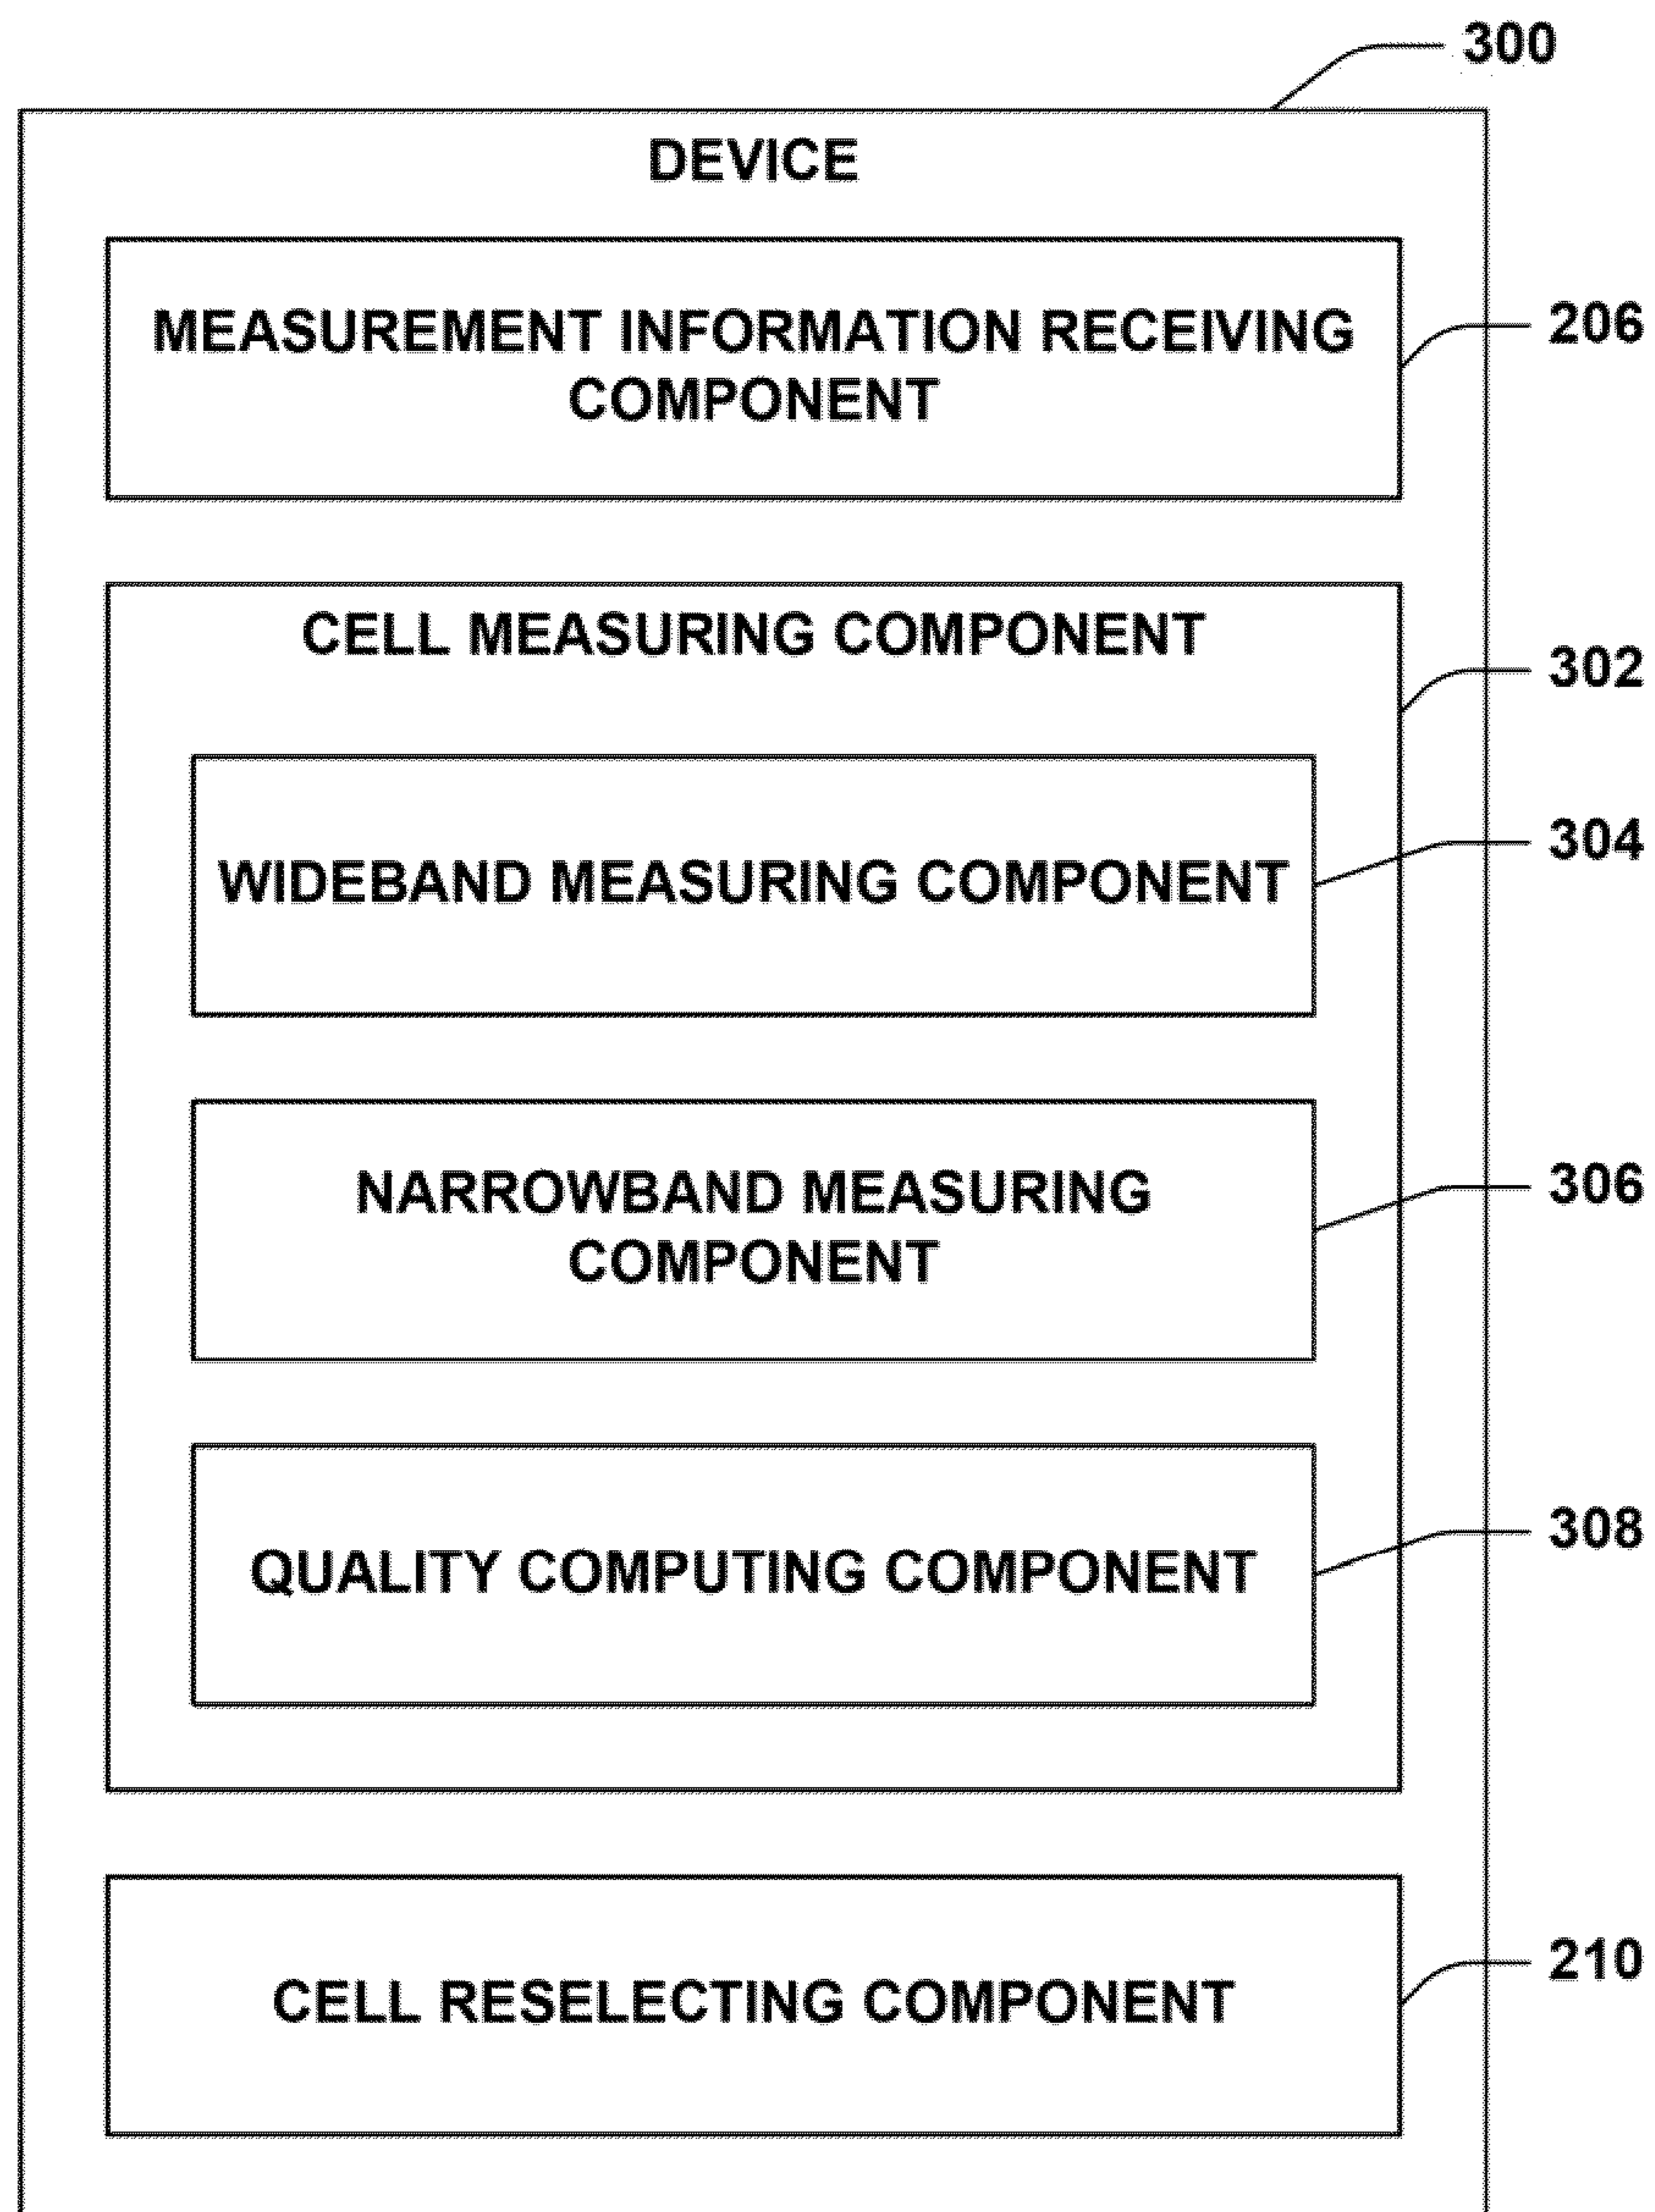 300
DEVICE
MEASUREMENT INFORMATION RECEIVING
COMPONENT
206
CELL MEASURING COMPONENT
302
WIDEBAND MEASURING COMPONENT
304
NARROWBAND MEASURING
COMPONENT
306
QUALITY COMPUTING COMPONENT
308
CELL RESELECTING COMPONENT
210